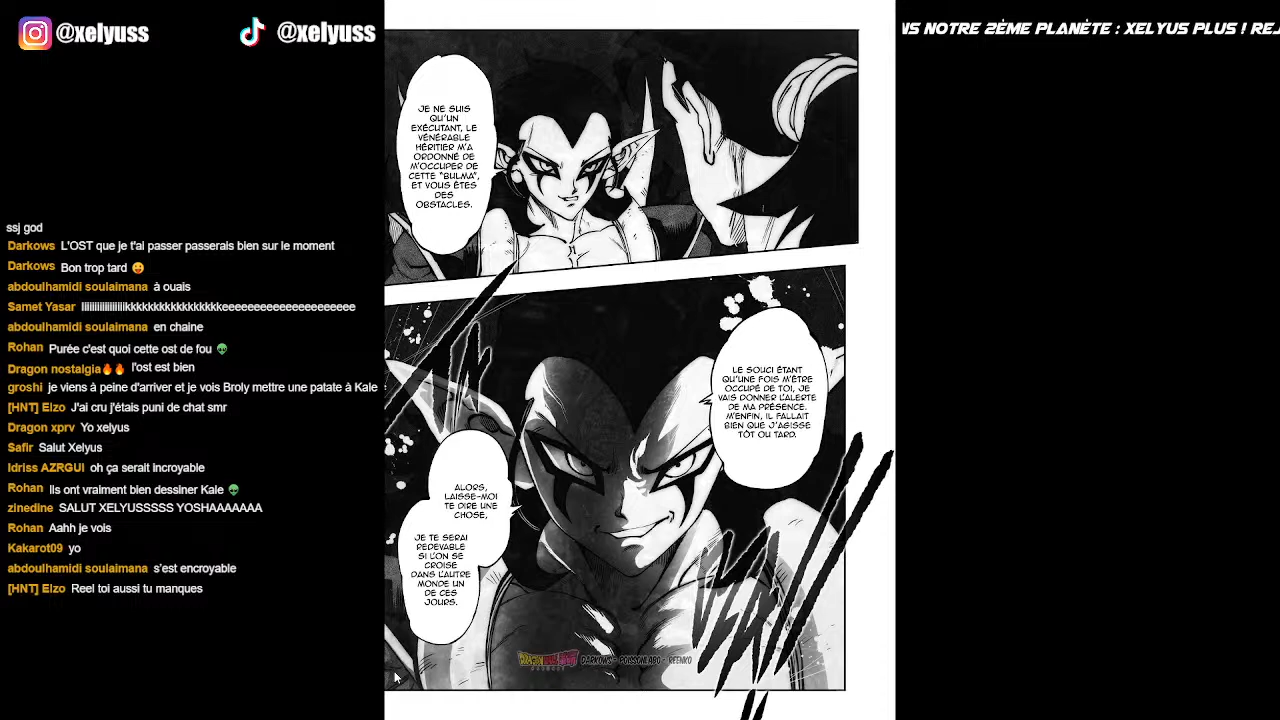 @xelyuss
@xelyuss
NS NOTRE 2ÈME PLANÈTE : XELYUS PLUS ! REJ
ssj god
Darkows L'OST que je t'ai passer passerais bien sur le moment
Darkows Bon trop tard 😛
abdoulhamidi soulaimana à ouais
Samet Yasar liiiiiiiiiiiiiiiiikkkkkkkkkkkkkkkkkkeeeeeeeeeeeeeeeeeeeee
abdoulhamidi soulaimana en chaine
Rohan Purée c'est quoi cette ost de fou 👽
Dragon nostalgia🔥🔥 l'ost est bien
groshi je viens à peine d'arriver et je vois Broly mettre une patate à Kale
[HNT] Elzo J'ai cru j'étais puni de chat smr
Dragon xprv Yo xelyus
Safir Salut Xelyus
Idriss AZRGUI oh ça serait incroyable
Rohan Ils ont vraiment bien dessiner Kale 👽
zinedine SALUT XELYUSSSSS YOSHAAAAAAA
Rohan Aahh je vois
Kakarot09 yo
abdoulhamidi soulaimana s'est encroyable
[HNT] Elzo Reel toi aussi tu manques
JE NE SUIS
QU'UN
EXÉCUTANT, LE
VÉNÉRABLE
HÉRITIER M'A
ORDONNÉ DE
M'OCCUPER DE
CETTE "BULMA",
ET VOUS ÊTES
DES
OBSTACLES.
LE SOUCI ÉTANT
QU'UNE FOIS M'ÊTRE
OCCUPÉ DE TOI, JE
VAIS DONNER L'ALERTE
DE MA PRÉSENCE.
M'ENFIN, IL FALLAIT
BIEN QUE J'AGISSE
TÔT OU TARD.
ALORS,
LAISSE-MOI
TE DIRE UNE
CHOSE,
JE TE SERAI
REDEVABLE
SI L'ON SE
CROISE
DANS L'AUTRE
MONDE UN
DE CES
JOURS.
DARKOWS - POISSONLABO - REENKO